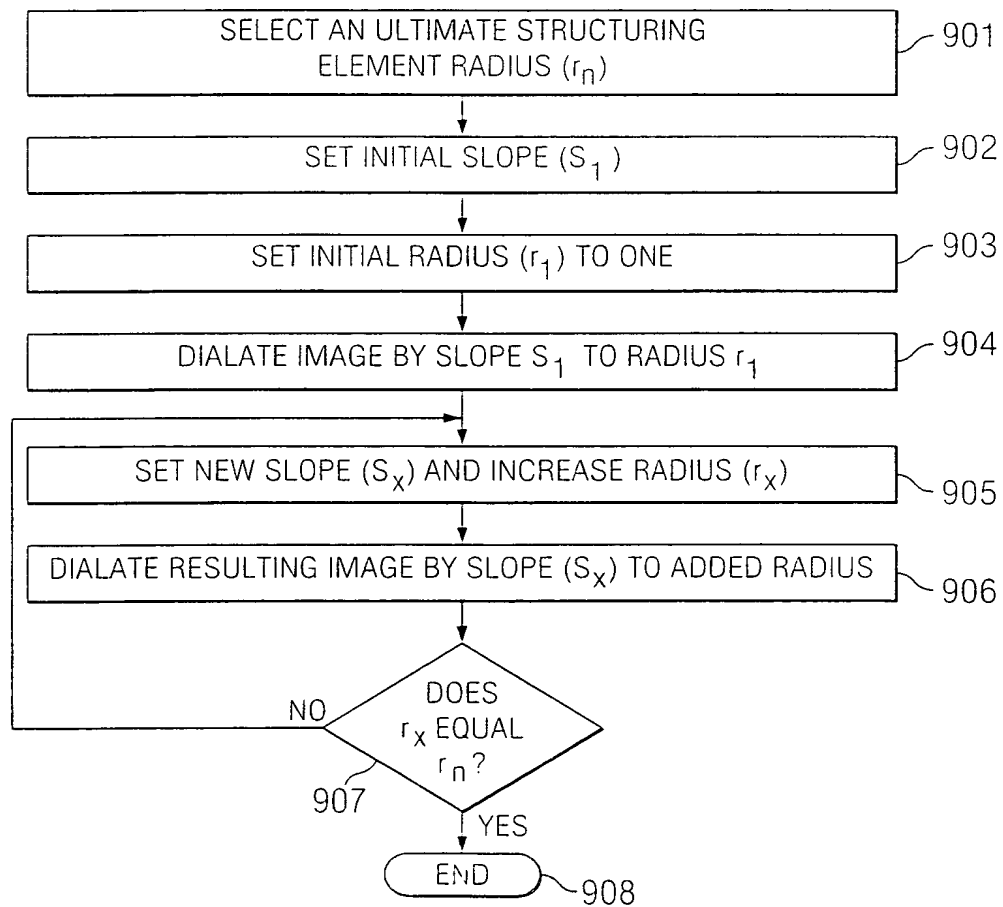 SELECT AN ULTIMATE STRUCTURING
ELEMENT RADIUS (rn)
901
SET INITIAL SLOPE (S1)
902
SET INITIAL RADIUS (r1) TO ONE
903
DIALATE IMAGE BY SLOPE S1 TO RADIUS r1
904
SET NEW SLOPE (Sx) AND INCREASE RADIUS (rx)
905
DIALATE RESULTING IMAGE BY SLOPE (Sx) TO ADDED RADIUS
906
DOES
rx EQUAL
rn?
NO
907
YES
END
908